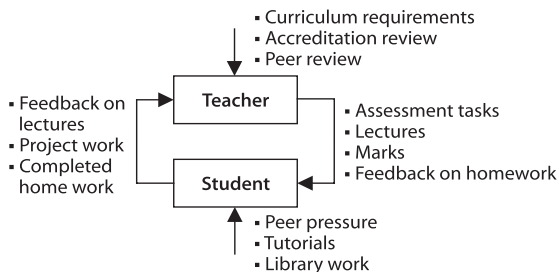 ▪ Curriculum requirements
▪ Accreditation review
▪ Peer review
Teacher
▪ Feedback on
lectures
▪ Project work
▪ Completed
home work
▪ Assessment tasks
▪ Lectures
▪ Marks
▪ Feedback on homework
Student
▪ Peer pressure
▪ Tutorials
▪ Library work